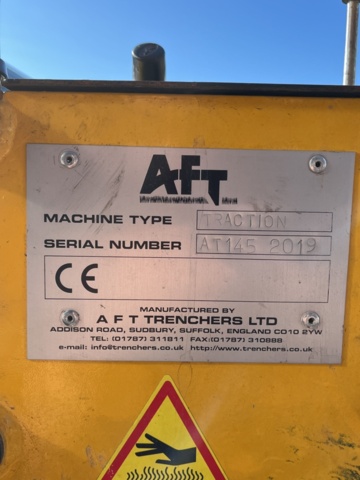 AFT
MACHINE TYPE TRACTION
SERIAL NUMBER AT145 2019
CE
MANUFACTURED BY
A F T TRENCHERS LTD
ADDISON ROAD, SUDBURY, SUFFOLK, ENGLAND CO10 2YW
TEL: (01787) 311811 FAX:(01787) 310888
e-mail: info@trenchers.co.uk http://www.trenchers.co.uk